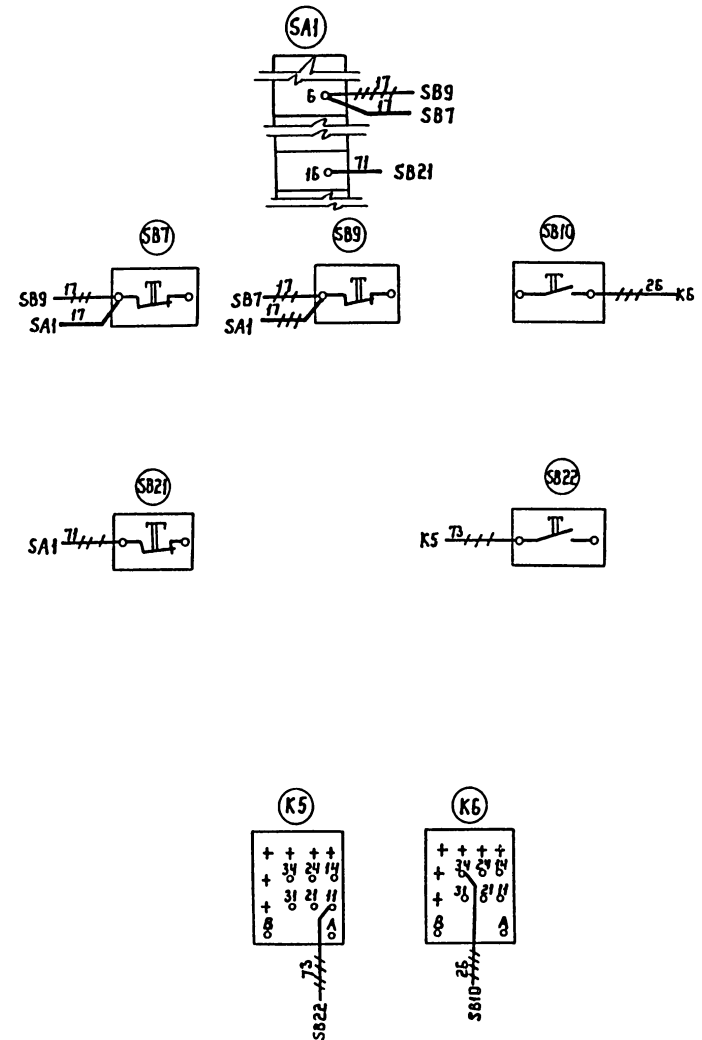 SA1
6 17 SB9
17 SB7
16 71 SB21
SB7 SB9 SB10
SB9 17
SA1 17
SB7 17
SA1 17
26 K6
SB21 SB22
SA1 71
K5 73
K5 K6
34 24 14
31 21 11
B A
73
SB22
34 24 14
31 21 11
B A
26
SB10